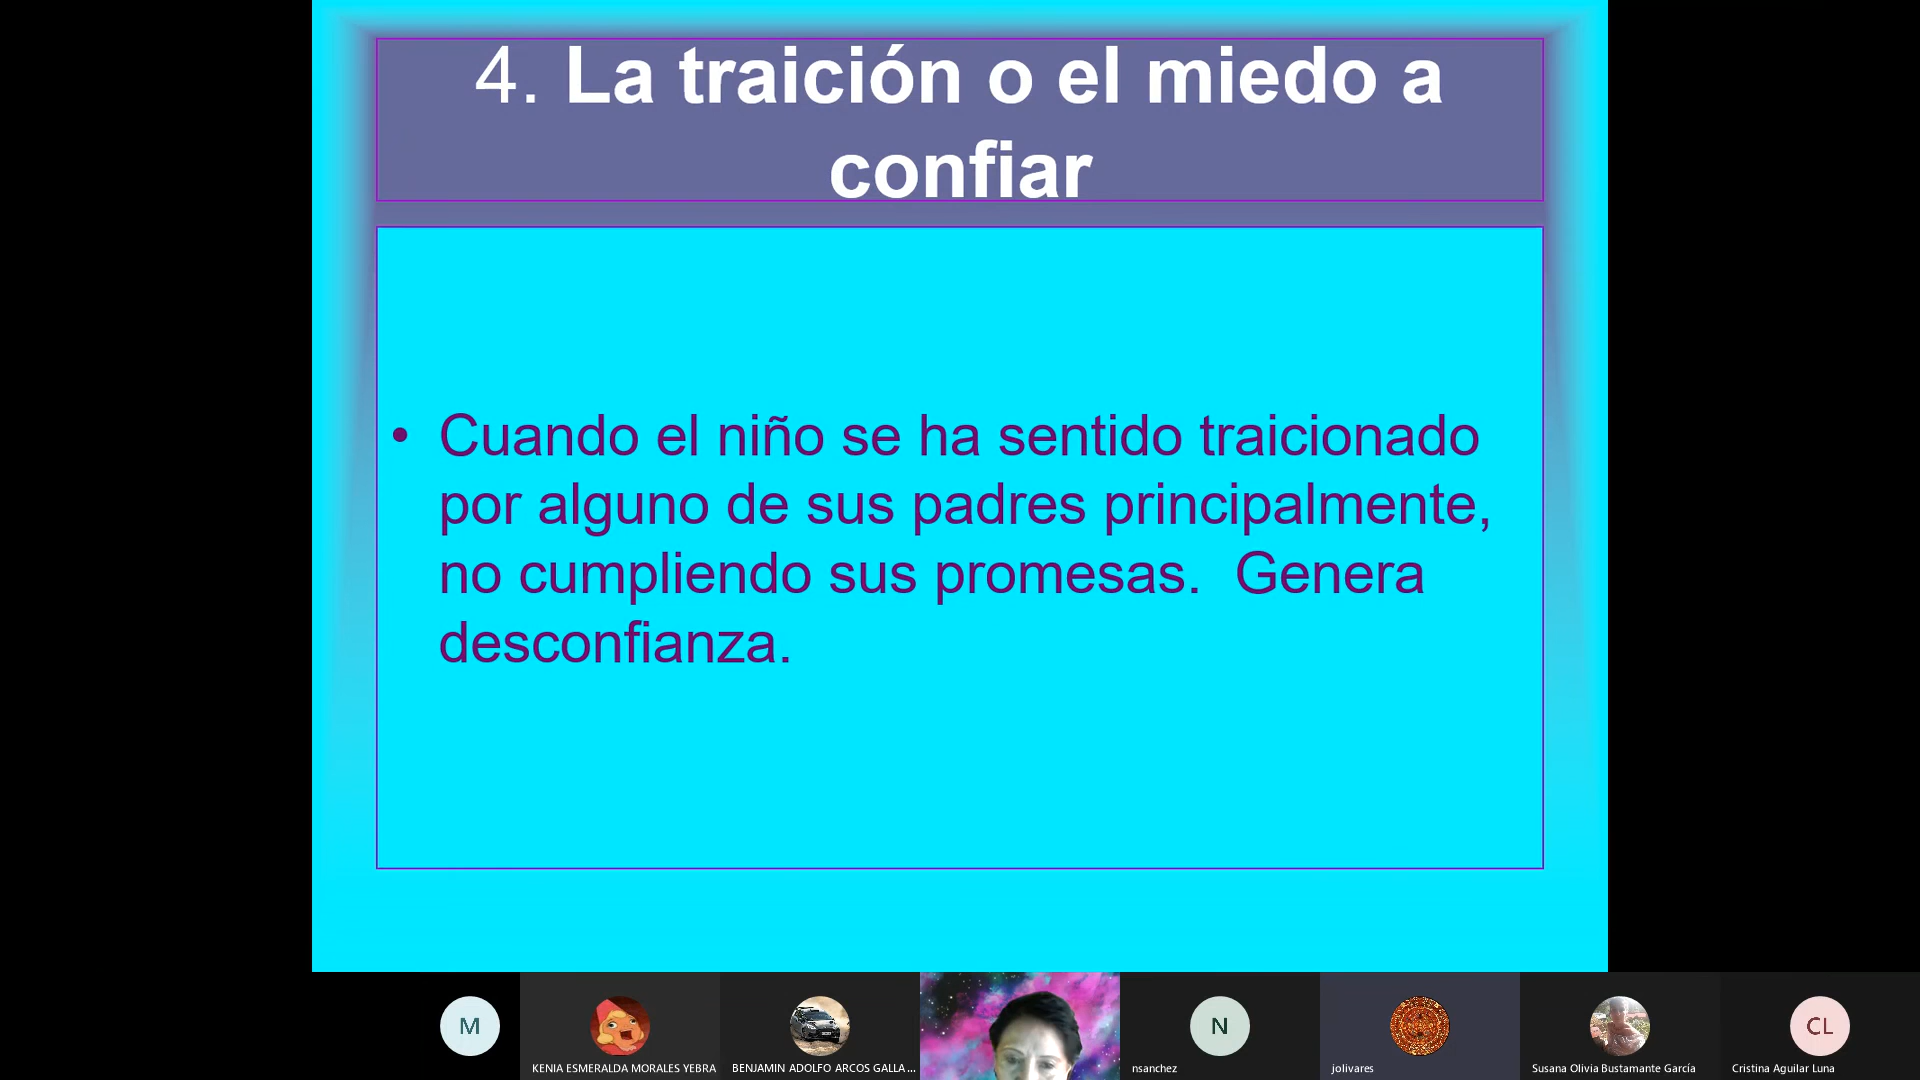 4. La traición o el miedo a
confiar
• Cuando el niño se ha sentido traicionado
por alguno de sus padres principalmente,
no cumpliendo sus promesas.  Genera
desconfianza.
M
KENIA ESMERALDA MORALES YEBRA
BENJAMIN ADOLFO ARCOS GALLA...
N
nsanchez
jolivares
Susana Olivia Bustamante García
CL
Cristina Aguilar Luna